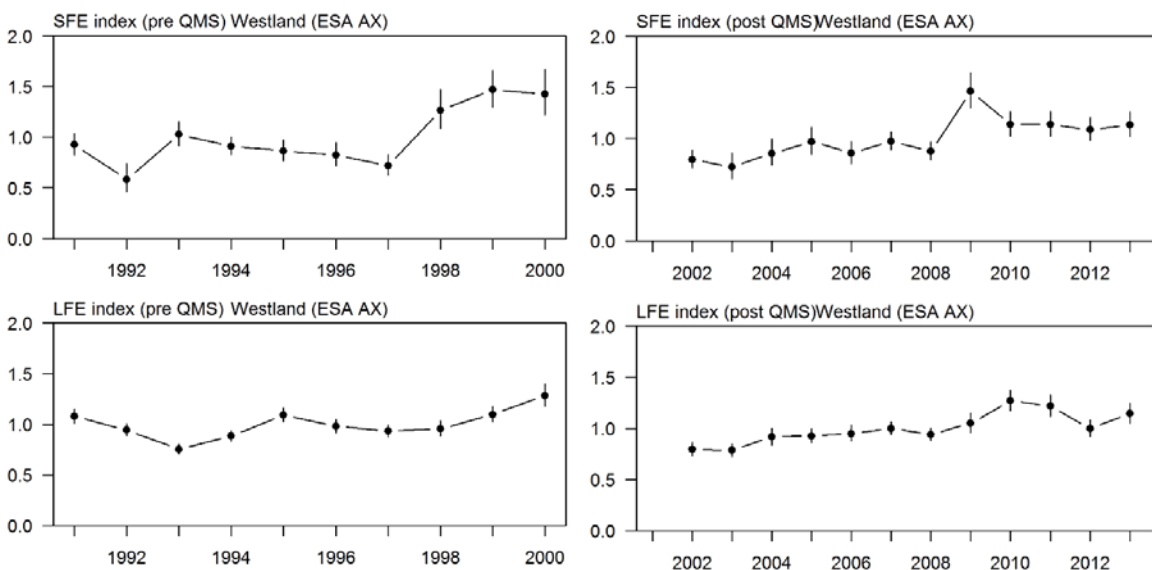 SFE index (pre QMS) Westland (ESA AX)
2.0
1.5
1.0
0.5
0.0
1992 1994 1996 1998 2000
SFE index (post QMS)Westland (ESA AX)
2.0
1.5
1.0
0.5
0.0
2002 2004 2006 2008 2010 2012
LFE index (pre QMS) Westland (ESA AX)
2.0
1.5
1.0
0.5
0.0
1992 1994 1996 1998 2000
LFE index (post QMS)Westland (ESA AX)
2.0
1.5
1.0
0.5
0.0
2002 2004 2006 2008 2010 2012